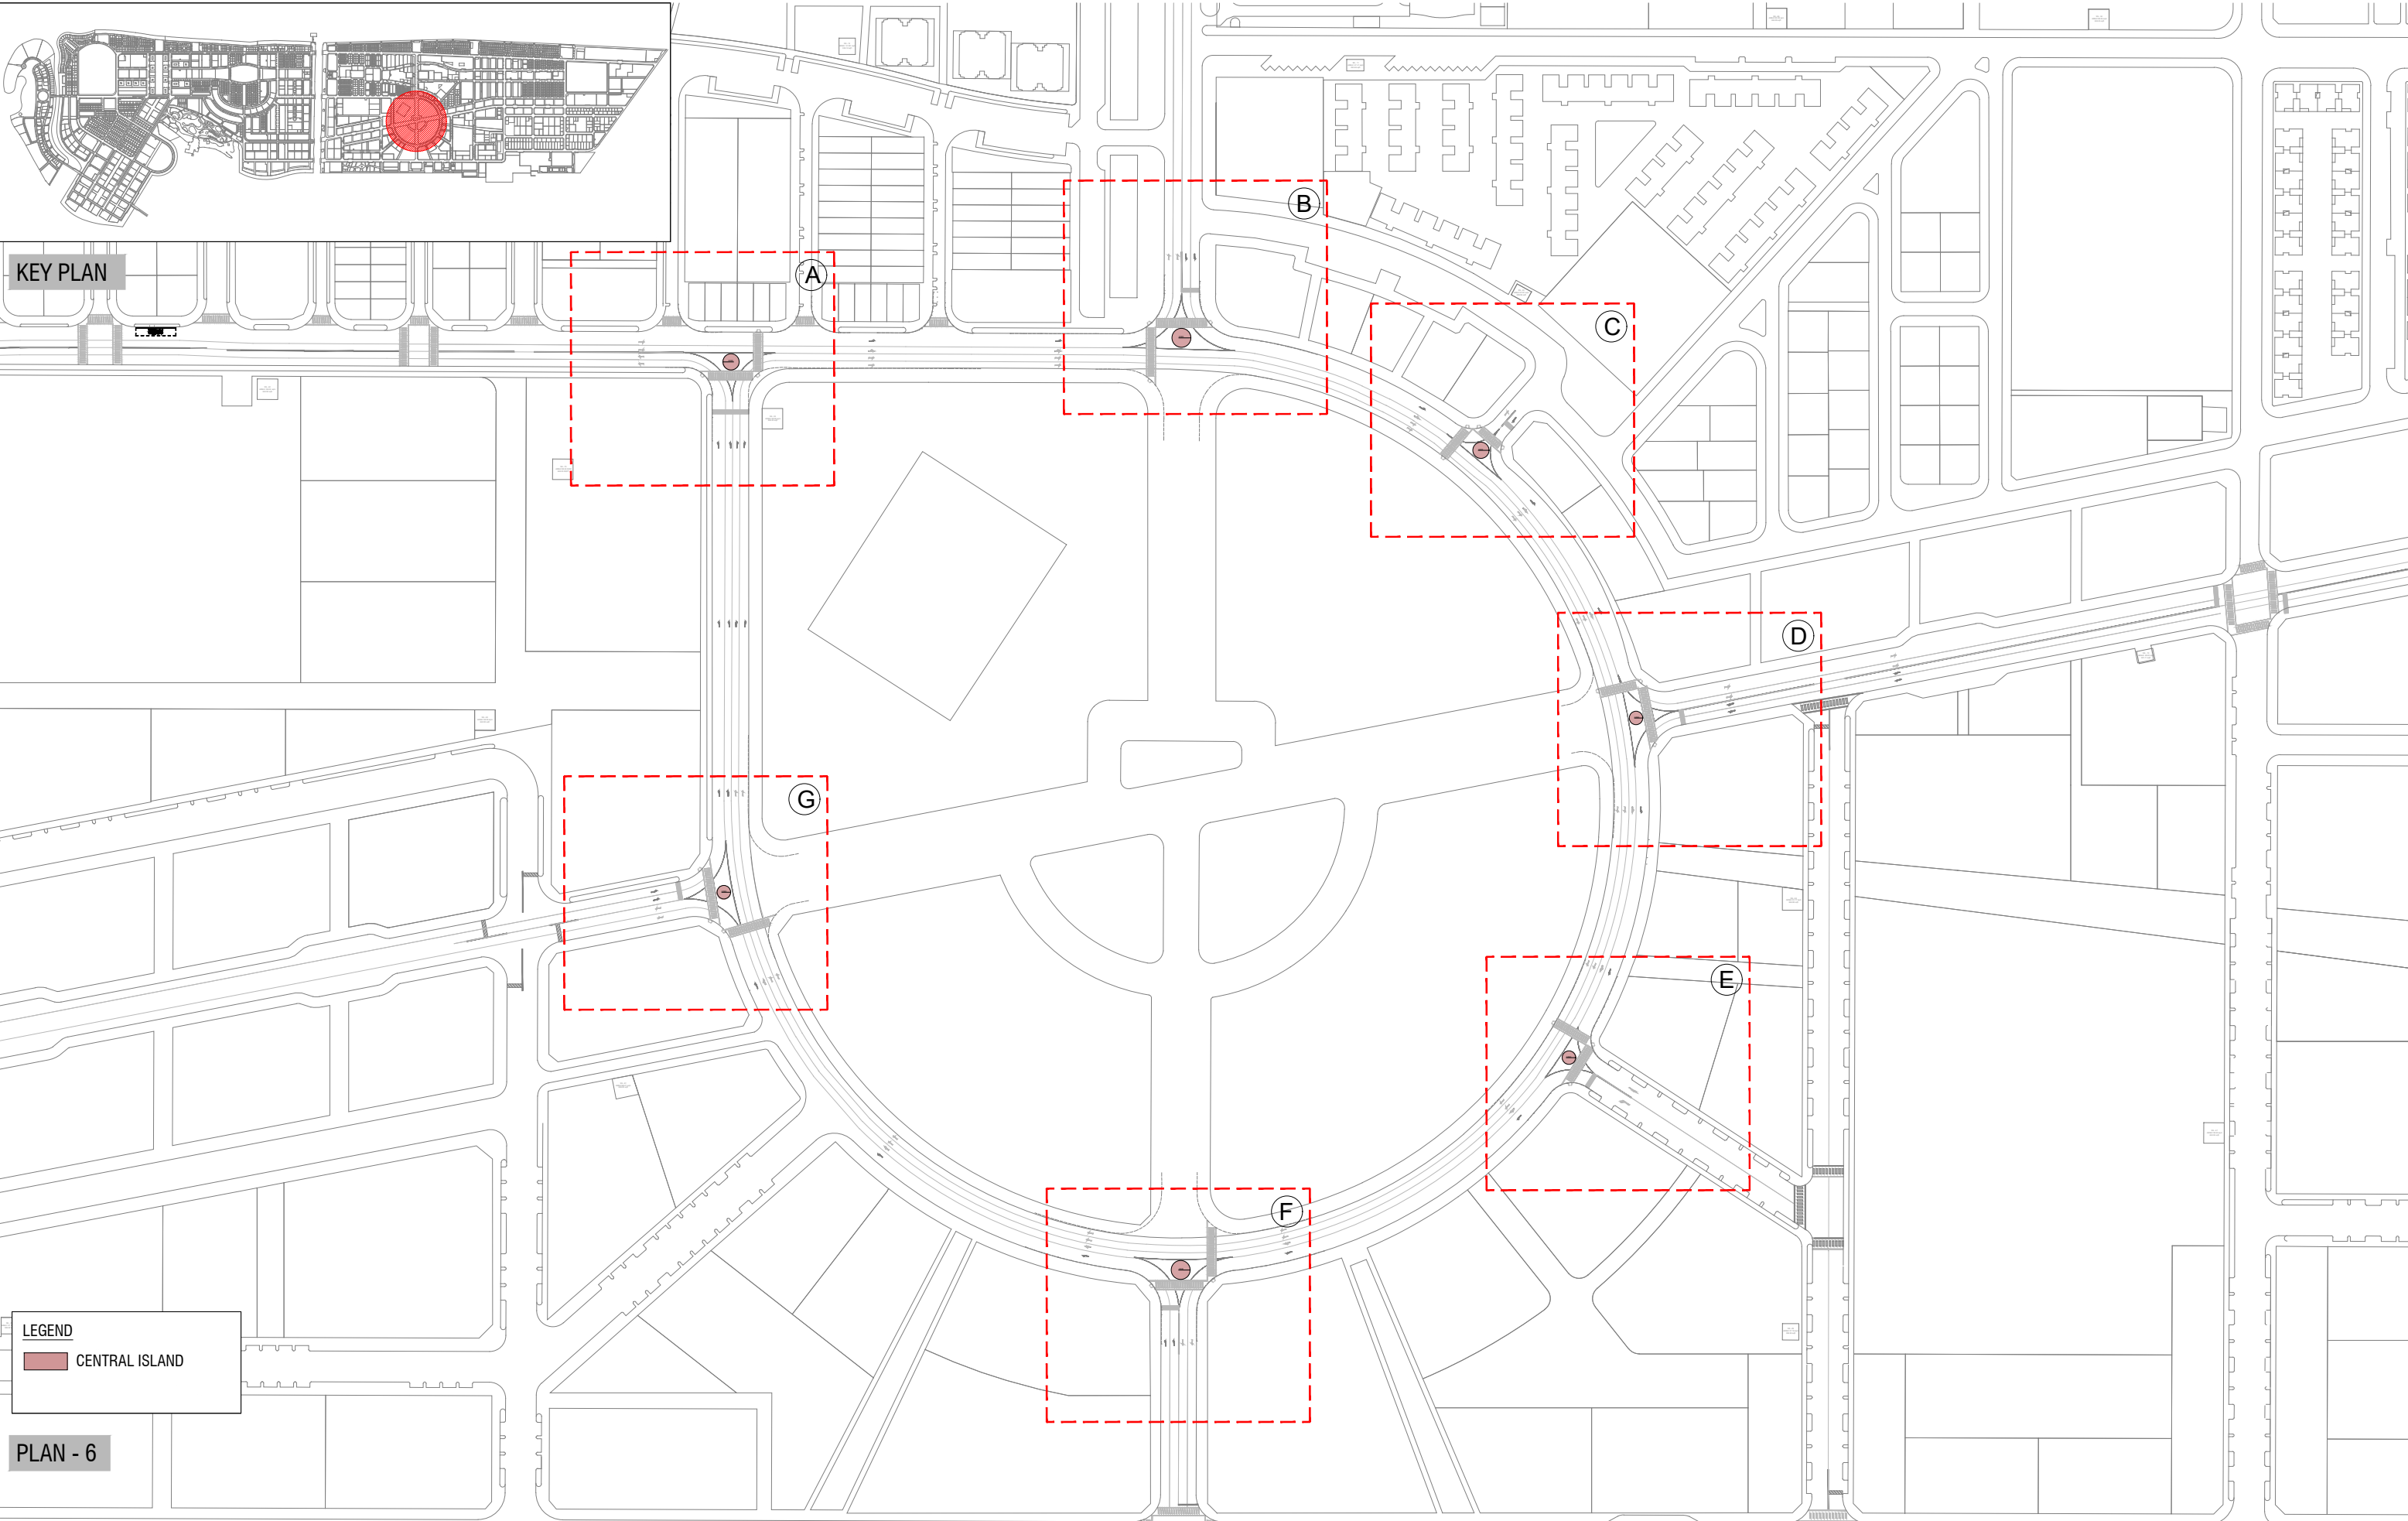 KEY PLAN
A
B
C
D
E
F
G
LEGEND
CENTRAL ISLAND
PLAN - 6